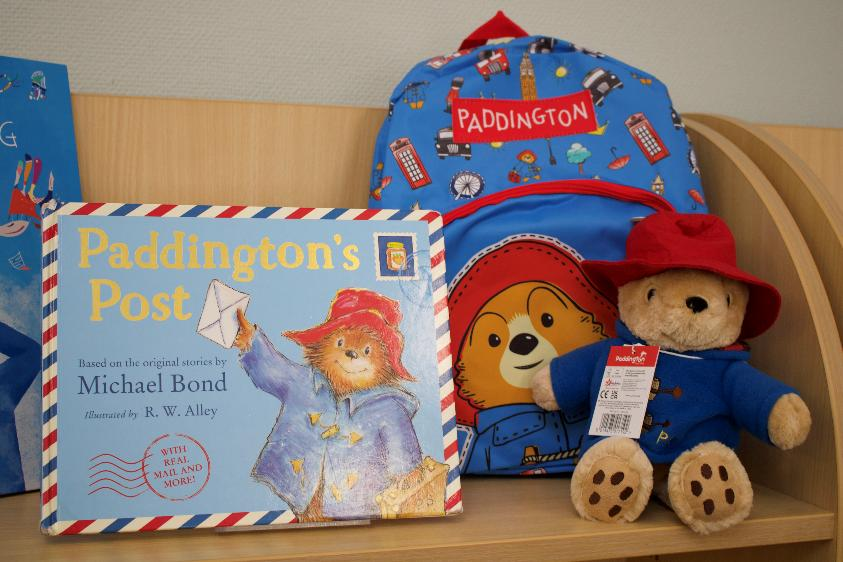 Paddington's
Post
Based on the original stories by
Michael Bond
Illustrated by R. W. Alley
WITH
REAL
MAIL AND
MORE!
PADDINGTON
Paddington
CE
P
G